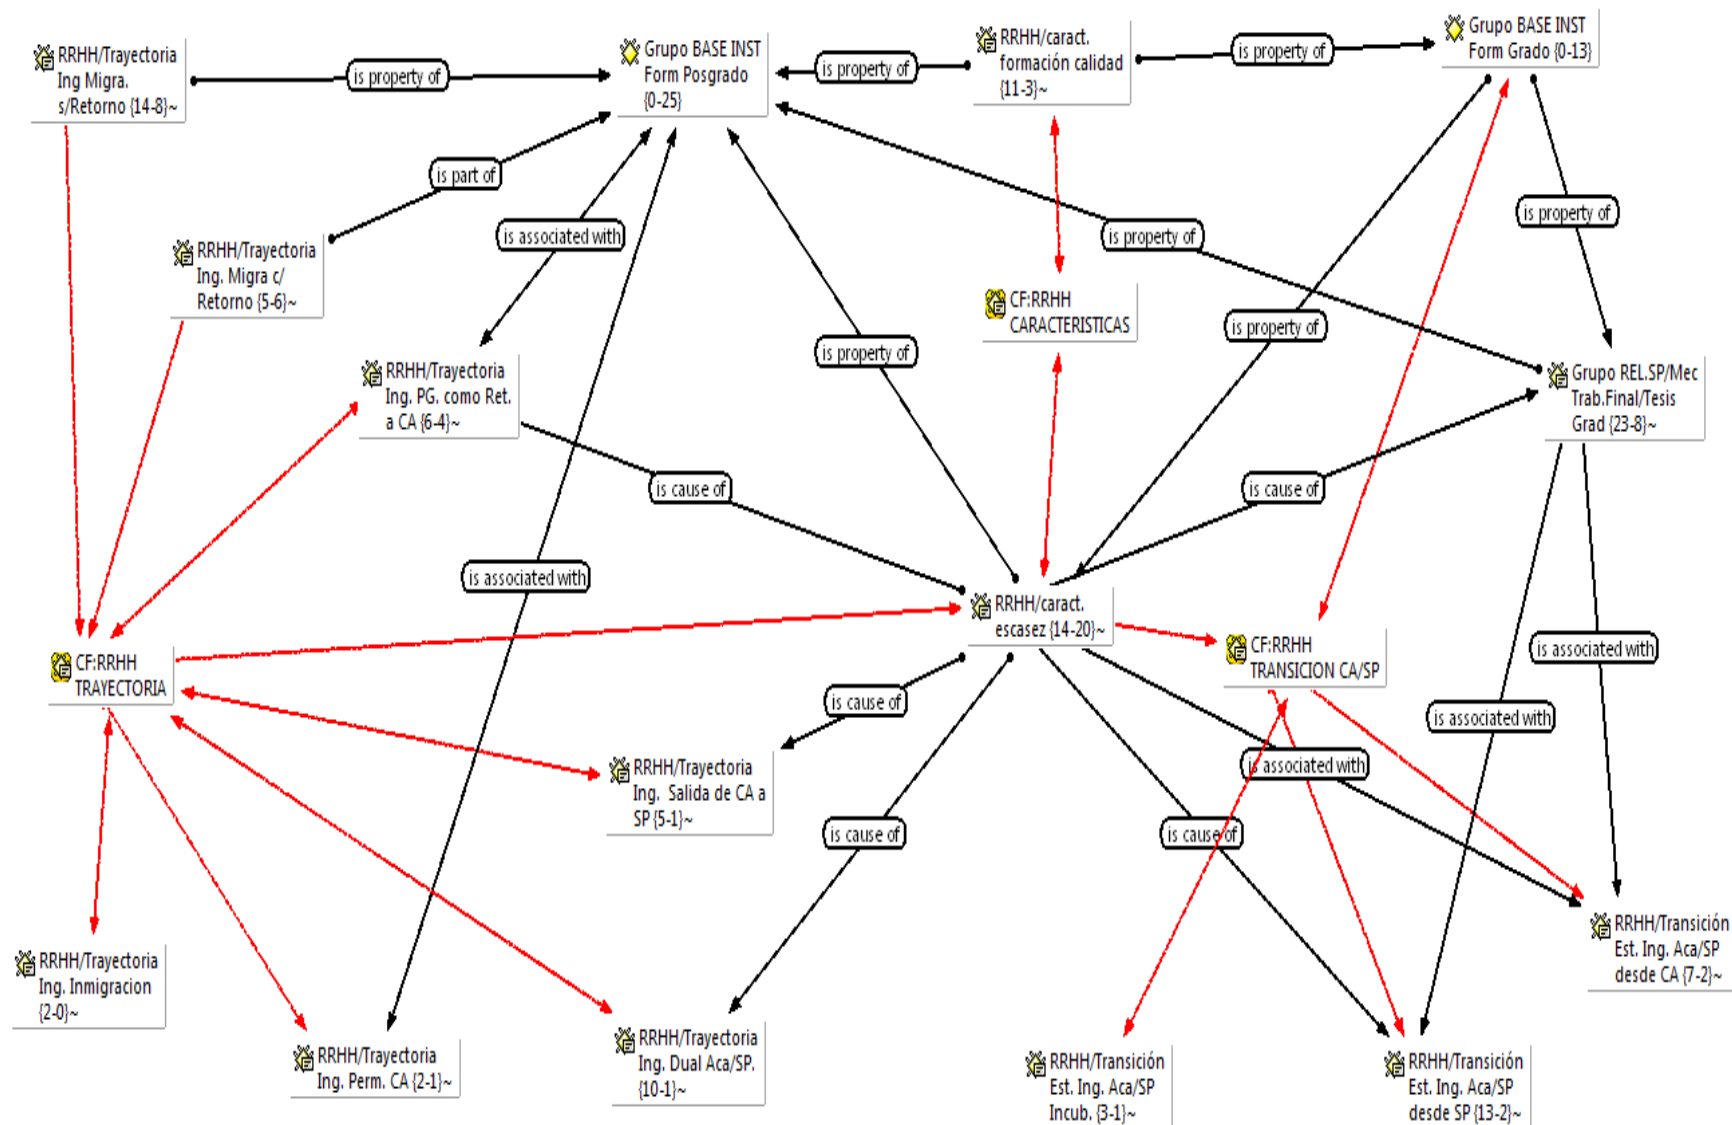 RRHH/Trayectoria
Ing Migra.
s/Retorno {14-8}~
is property of
Grupo BASE INST
Form Posgrado
{0-25}
is property of
RRHH/caract.
formación calidad
{11-3}~
is property of
Grupo BASE INST
Form Grado {0-13}
is part of
is associated with
is property of
is property of
RRHH/Trayectoria
Ing. Migra c/
Retorno {5-6}~
CF:RRHH
CARACTERISTICAS
is property of
is property of
RRHH/Trayectoria
Ing. PG. como Ret.
a CA {6-4}~
Grupo REL.SP/Mec
Trab.Final/Tesis
Grad {23-8}~
is cause of
is cause of
is associated with
RRHH/caract.
escasez {14-20}~
CF:RRHH
TRAYECTORIA
CF:RRHH
TRANSICION CA/SP
is associated with
is cause of
is associated with
RRHH/Trayectoria
Ing.  Salida de CA a
SP {5-1}~
is associated with
is cause of
is cause of
RRHH/Transición
Est. Ing. Aca/SP
desde CA {7-2}~
RRHH/Trayectoria
Ing. Inmigracion
{2-0}~
RRHH/Trayectoria
Ing. Perm. CA {2-1}~
RRHH/Trayectoria
Ing. Dual Aca/SP.
{10-1}~
RRHH/Transición
Est. Ing. Aca/SP
Incub. {3-1}~
RRHH/Transición
Est. Ing. Aca/SP
desde SP {13-2}~